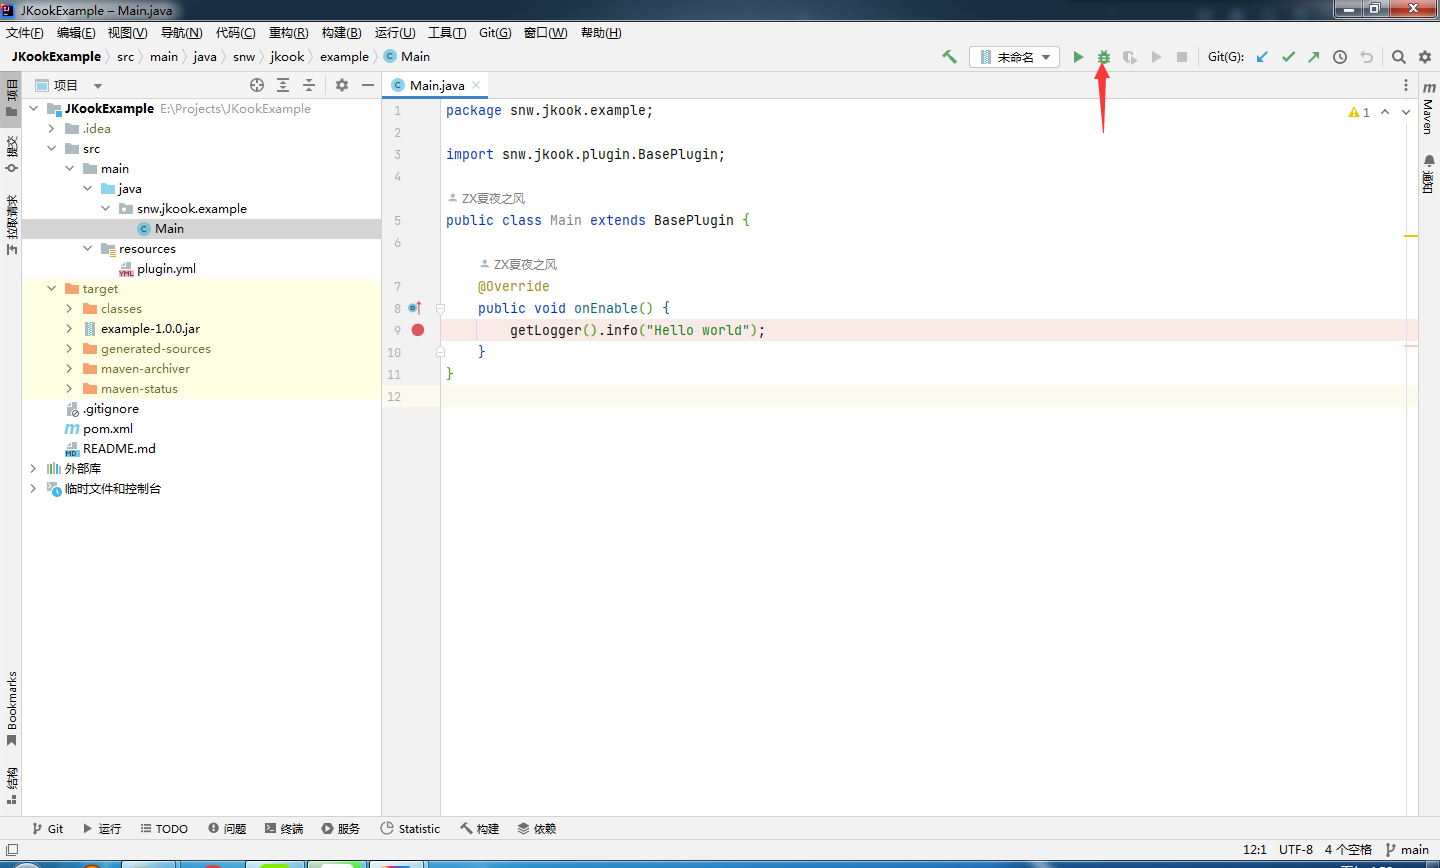 JKookExample – Main.java
文件(F) 编辑(E) 视图(V) 导航(N) 代码(C) 重构(R) 构建(B) 运行(U) 工具(T) Git(G) 窗口(W) 帮助(H)
JKookExample src main java snw jkook example Main
未命名
Git(G):
项目
Main.java
项目
提交
拉取请求
Bookmarks
结构
JKookExample E:\Projects\JKookExample
.idea
src
main
java
snw.jkook.example
Main
resources
plugin.yml
target
classes
example-1.0.0.jar
generated-sources
maven-archiver
maven-status
.gitignore
pom.xml
README.md
外部库
临时文件和控制台
1 package snw.jkook.example;
2
3 import snw.jkook.plugin.BasePlugin;
4
ZX夏夜之风
5 public class Main extends BasePlugin {
6
ZX夏夜之风
7 @Override
8 public void onEnable() {
9 getLogger().info("Hello world");
10 }
11 }
12
1
m
Maven
通知
Git 运行 TODO 问题 终端 服务 Statistic 构建 依赖
12:1 UTF-8 4 个空格 main